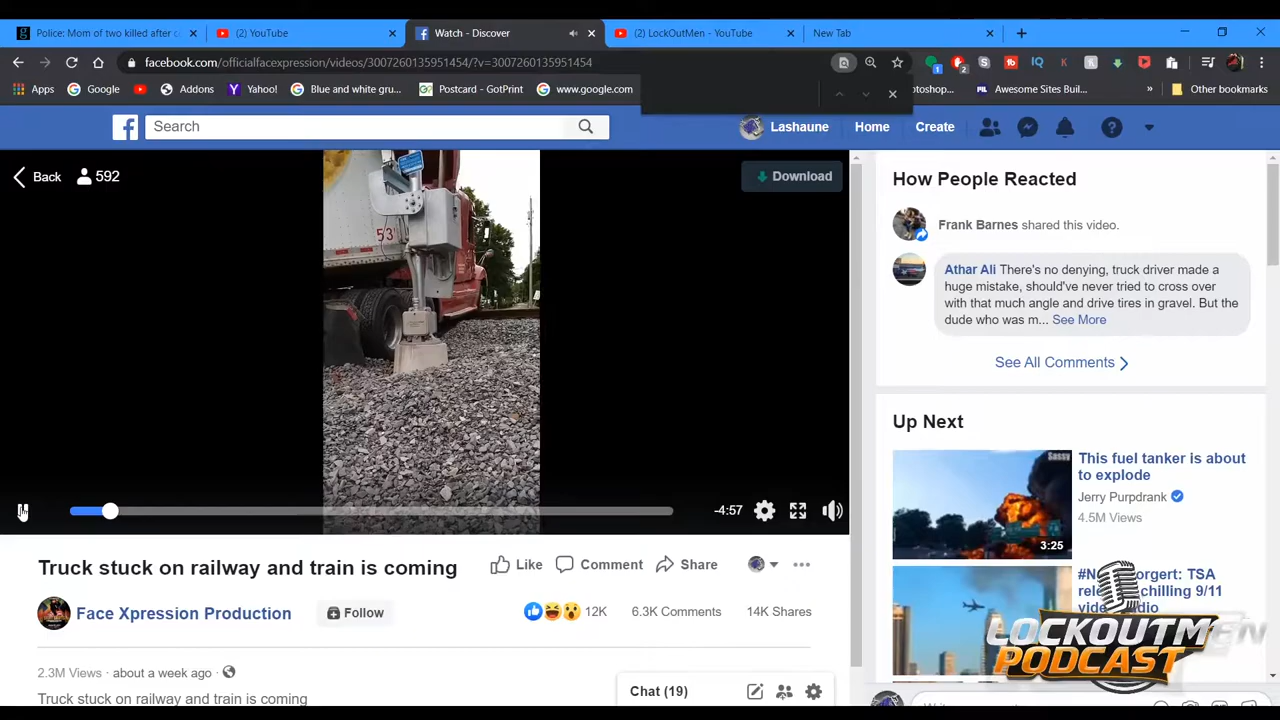 Police: Mom of two killed after c
(2) YouTube
Watch - Discover
(2) LockOutMen - YouTube
New Tab
facebook.com/officialfacexpression/videos/3007260135951454/?v=3007260135951454
Apps
Google
Addons
Yahoo!
Blue and white gru...
Postcard - GotPrint
www.google.com
Awesome Sites Buil...
Other bookmarks
Search
Lashaune
Home
Create
Back
592
Download
53'
-4:57
Truck stuck on railway and train is coming
Like
Comment
Share
Face Xpression Production
Follow
12K
6.3K Comments
14K Shares
2.3M Views · about a week ago
Truck stuck on railway and train is coming
Chat (19)
How People Reacted
Frank Barnes shared this video.
Athar Ali There's no denying, truck driver made a
huge mistake, should've never tried to cross over
with that much angle and drive tires in gravel. But the
dude who was m... See More
See All Comments
Up Next
Sassy
3:25
This fuel tanker is about
to explode
Jerry Purpdrank
4.5M Views
TSA
chilling 9/11
LOCKOUTMEN
PODCAST